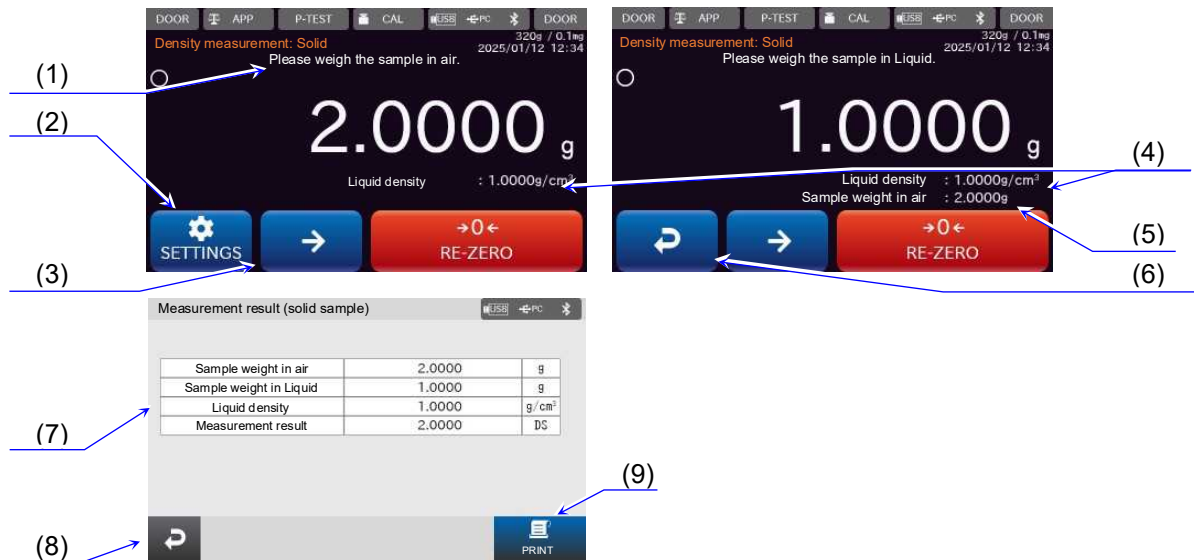 DOOR APP P-TEST CAL USB PC DOOR
320g / 0.1mg
Density measurement: Solid
2025/01/12 12:34
Please weigh the sample in air.
2.0000 g
Liquid density : 1.0000g/cm³
SETTINGS → →0← RE-ZERO
DOOR APP P-TEST CAL USB PC DOOR
320g / 0.1mg
Density measurement: Solid
2025/01/12 12:34
Please weigh the sample in Liquid.
1.0000 g
Liquid density : 1.0000g/cm³
Sample weight in air : 2.0000g
→ →0← RE-ZERO
(1)
(2)
(3)
(4)
(5)
(6)
Measurement result (solid sample) USB PC
Sample weight in air 2.0000 g
Sample weight in Liquid 1.0000 g
Liquid density 1.0000 g/cm³
Measurement result 2.0000 DS
PRINT
(7)
(8)
(9)